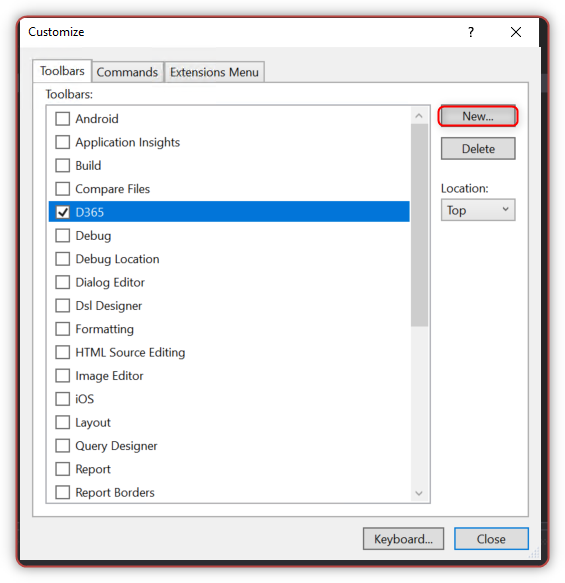 Customize
?
Toolbars Commands Extensions Menu
Toolbars:
Android
Application Insights
Build
Compare Files
D365
Debug
Debug Location
Dialog Editor
Dsl Designer
Formatting
HTML Source Editing
Image Editor
iOS
Layout
Query Designer
Report
Report Borders
New...
Delete
Location:
Top
Keyboard...
Close